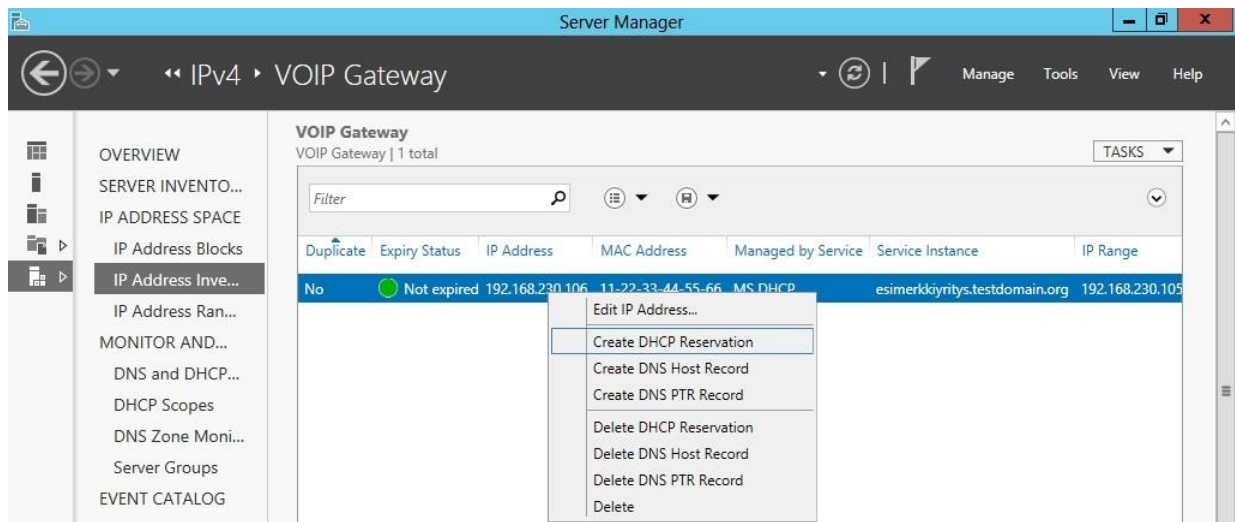 Server Manager
IPv4 VOIP Gateway
Manage Tools View Help
OVERVIEW
SERVER INVENTO...
IP ADDRESS SPACE
IP Address Blocks
IP Address Inve...
IP Address Ran...
MONITOR AND...
DNS and DHCP...
DHCP Scopes
DNS Zone Moni...
Server Groups
EVENT CATALOG
VOIP Gateway
VOIP Gateway | 1 total
TASKS
Filter
Duplicate Expiry Status IP Address MAC Address Managed by Service Service Instance IP Range
No Not expired 192.168.230.106 11-22-33-44-55-66 MS DHCP esimerkkiyritys.testdomain.org 192.168.230.105
Edit IP Address...
Create DHCP Reservation
Create DNS Host Record
Create DNS PTR Record
Delete DHCP Reservation
Delete DNS Host Record
Delete DNS PTR Record
Delete